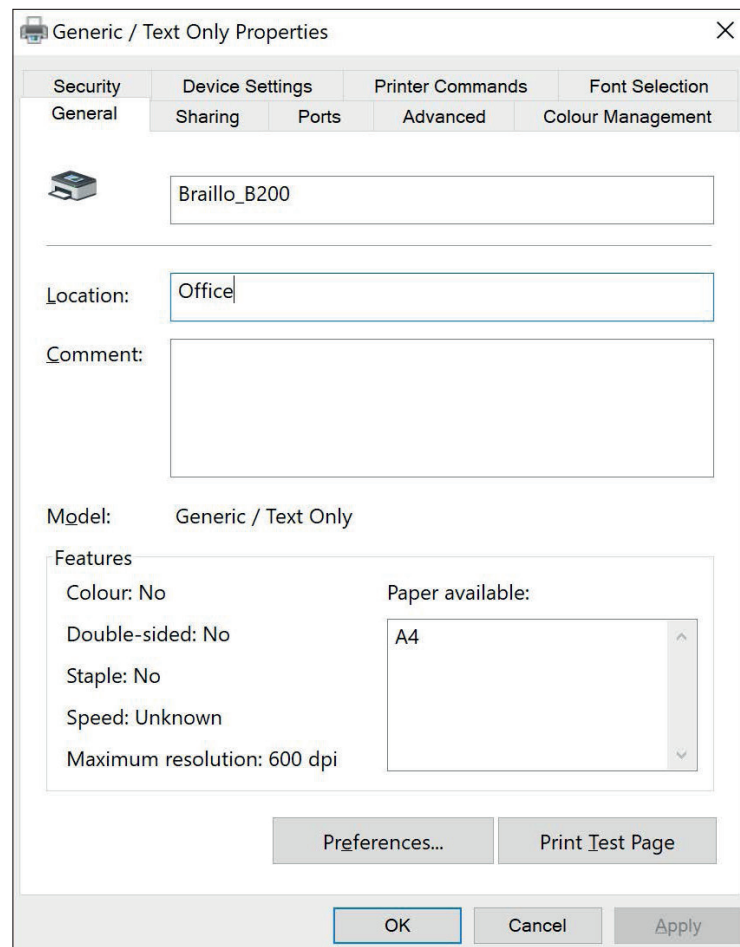 Generic / Text Only Properties
Security Device Settings Printer Commands Font Selection
General Sharing Ports Advanced Colour Management
Braillo_B200
Location: Office
Comment:
Model: Generic / Text Only
Features
Colour: No Paper available:
Double-sided: No A4
Staple: No
Speed: Unknown
Maximum resolution: 600 dpi
Preferences... Print Test Page
OK Cancel Apply